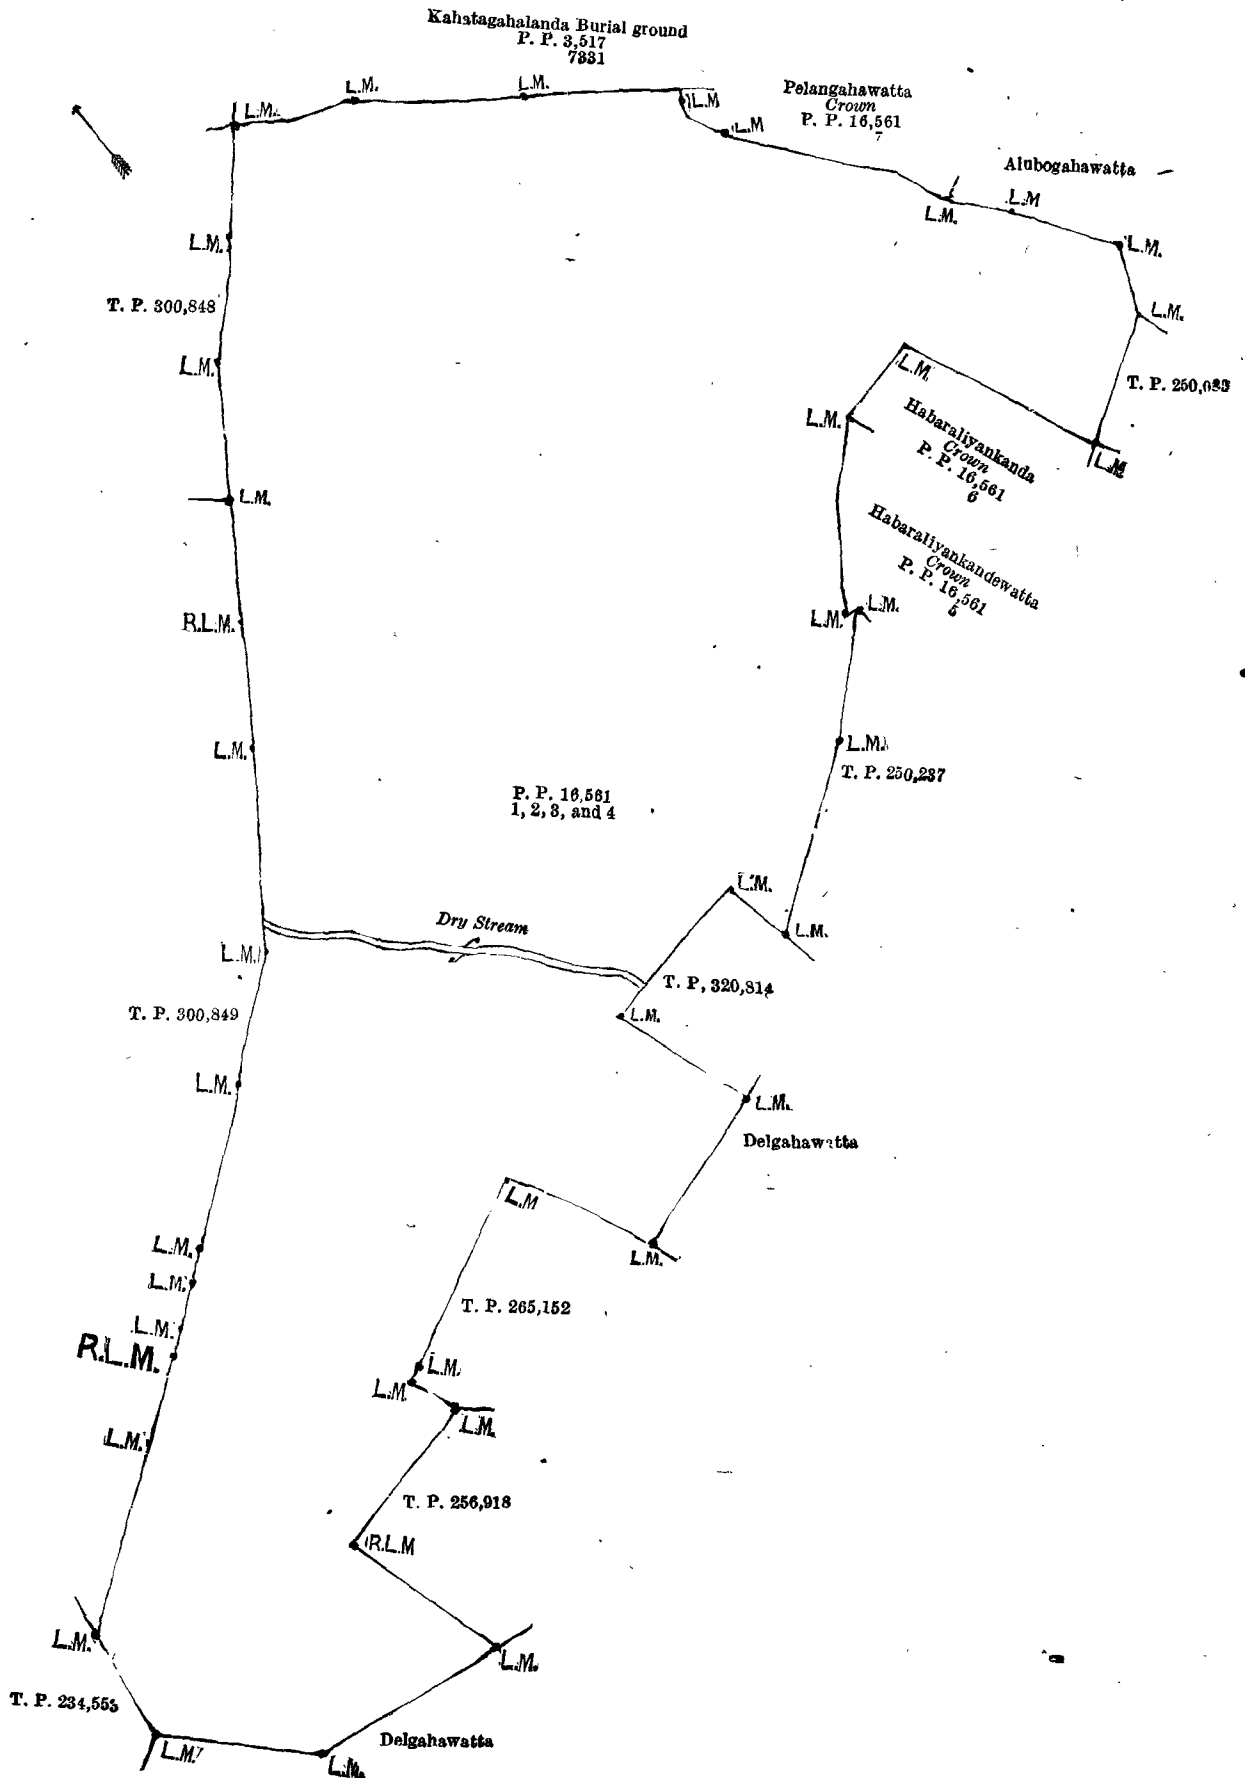 Kahatagahalanda Burial ground
P. P. 3,517
7331
L.M.
L.M.
L.M.
L.M
L.M
Pelangahawatta
Crown
P. P. 16,561
7
Alubogahawatta
L.M.
L.M
L.M.
L.M.
L.M.
T. P. 300,848
L.M.
L.M.
T. P. 250,083
L.M.
L.M.
Habaraliyankanda
Crown
P. P. 16,561
6
L.M.
L.M.
Habaraliyankandewatta
Crown
P. P. 16,561
5
R.L.M.
L.M.
L.M.
L.M.
L.M.
T. P. 250,237
P. P. 16,561
1, 2, 3, and 4
L.M.
L.M.
Dry Stream
L.M.
T. P. 300,849
T. P, 320,814
L.M.
L.M.
L.M.
Delgahawatta
L.M
L.M.
L.M.
L.M.
T. P. 265,152
L.M.
R.L.M.
L.M.
L.M.
L.M.
L.M.
T. P. 256,918
R.L.M
L.M.
L.M.
T. P. 234,553
Delgahawatta
L.M.
L.M.